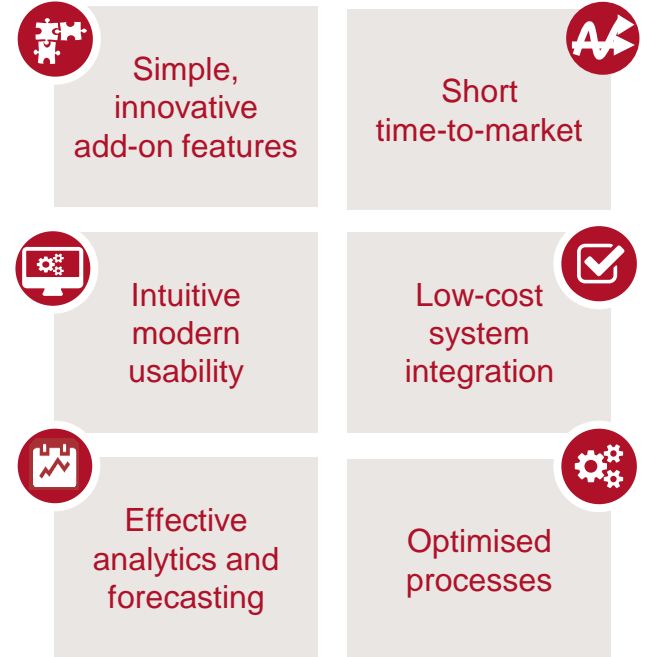 Simple,
innovative
add-on features
Short
time-to-market
Intuitive
modern
usability
Low-cost
system
integration
Effective
analytics and
forecasting
Optimised
processes